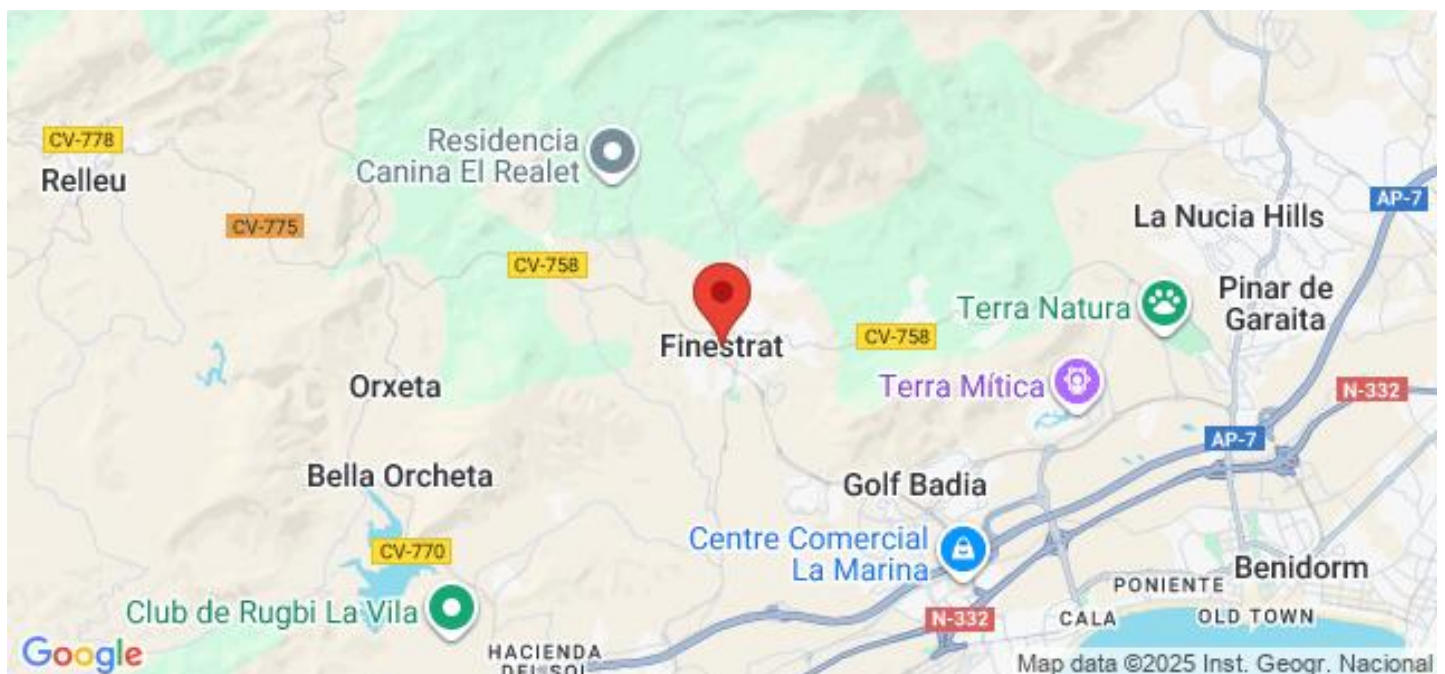 CV-778
Relleu
CV-775
Residencia
Canina El Realet
CV-758
Finestrat
CV-758
AP-7
La Nucia Hills
Terra Natura
Pinar de
Garaita
Terra Mítica
N-332
Orxeta
AP-7
Bella Orcheta
Golf Badia
CV-770
Centre Comercial
La Marina
Benidorm
PONIENTE
Club de Rugbi La Vila
N-332
CALA
OLD TOWN
HACIENDA
DEL SOL
Google
Map data ©2025 Inst. Geogr. Nacional